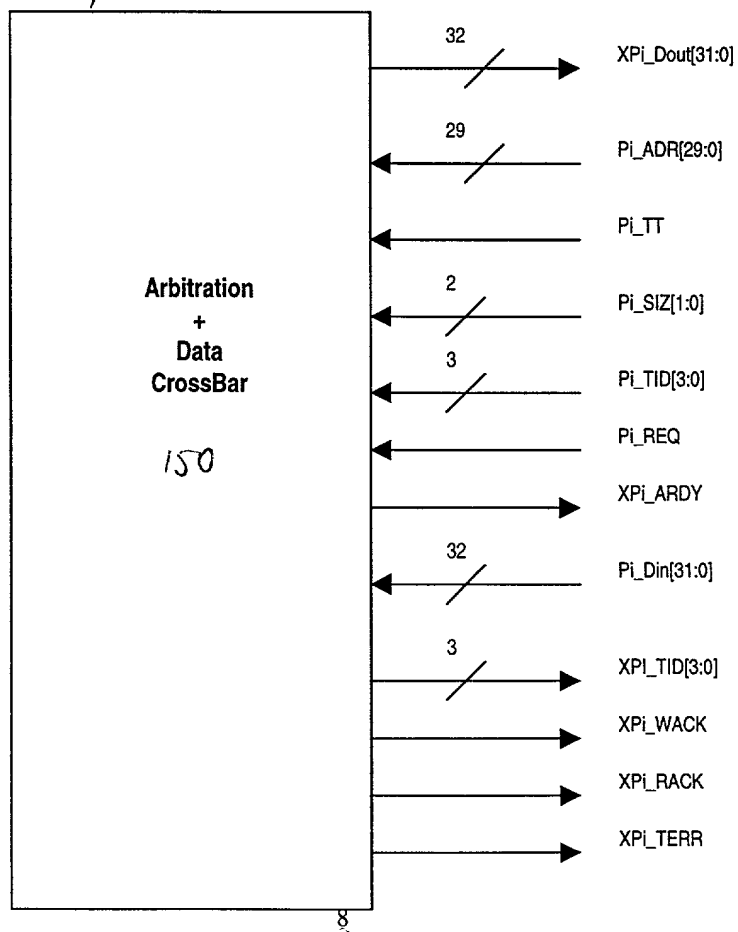 32
XPi_Dout[31:0]
29
Pi_ADR[29:0]
Pi_TT
Arbitration
+
Data
CrossBar
150
2
Pi_SIZ[1:0]
3
Pi_TID[3:0]
Pi_REQ
XPi_ARDY
32
Pi_Din[31:0]
3
XPI_TID[3:0]
XPi_WACK
XPi_RACK
XPi_TERR
8